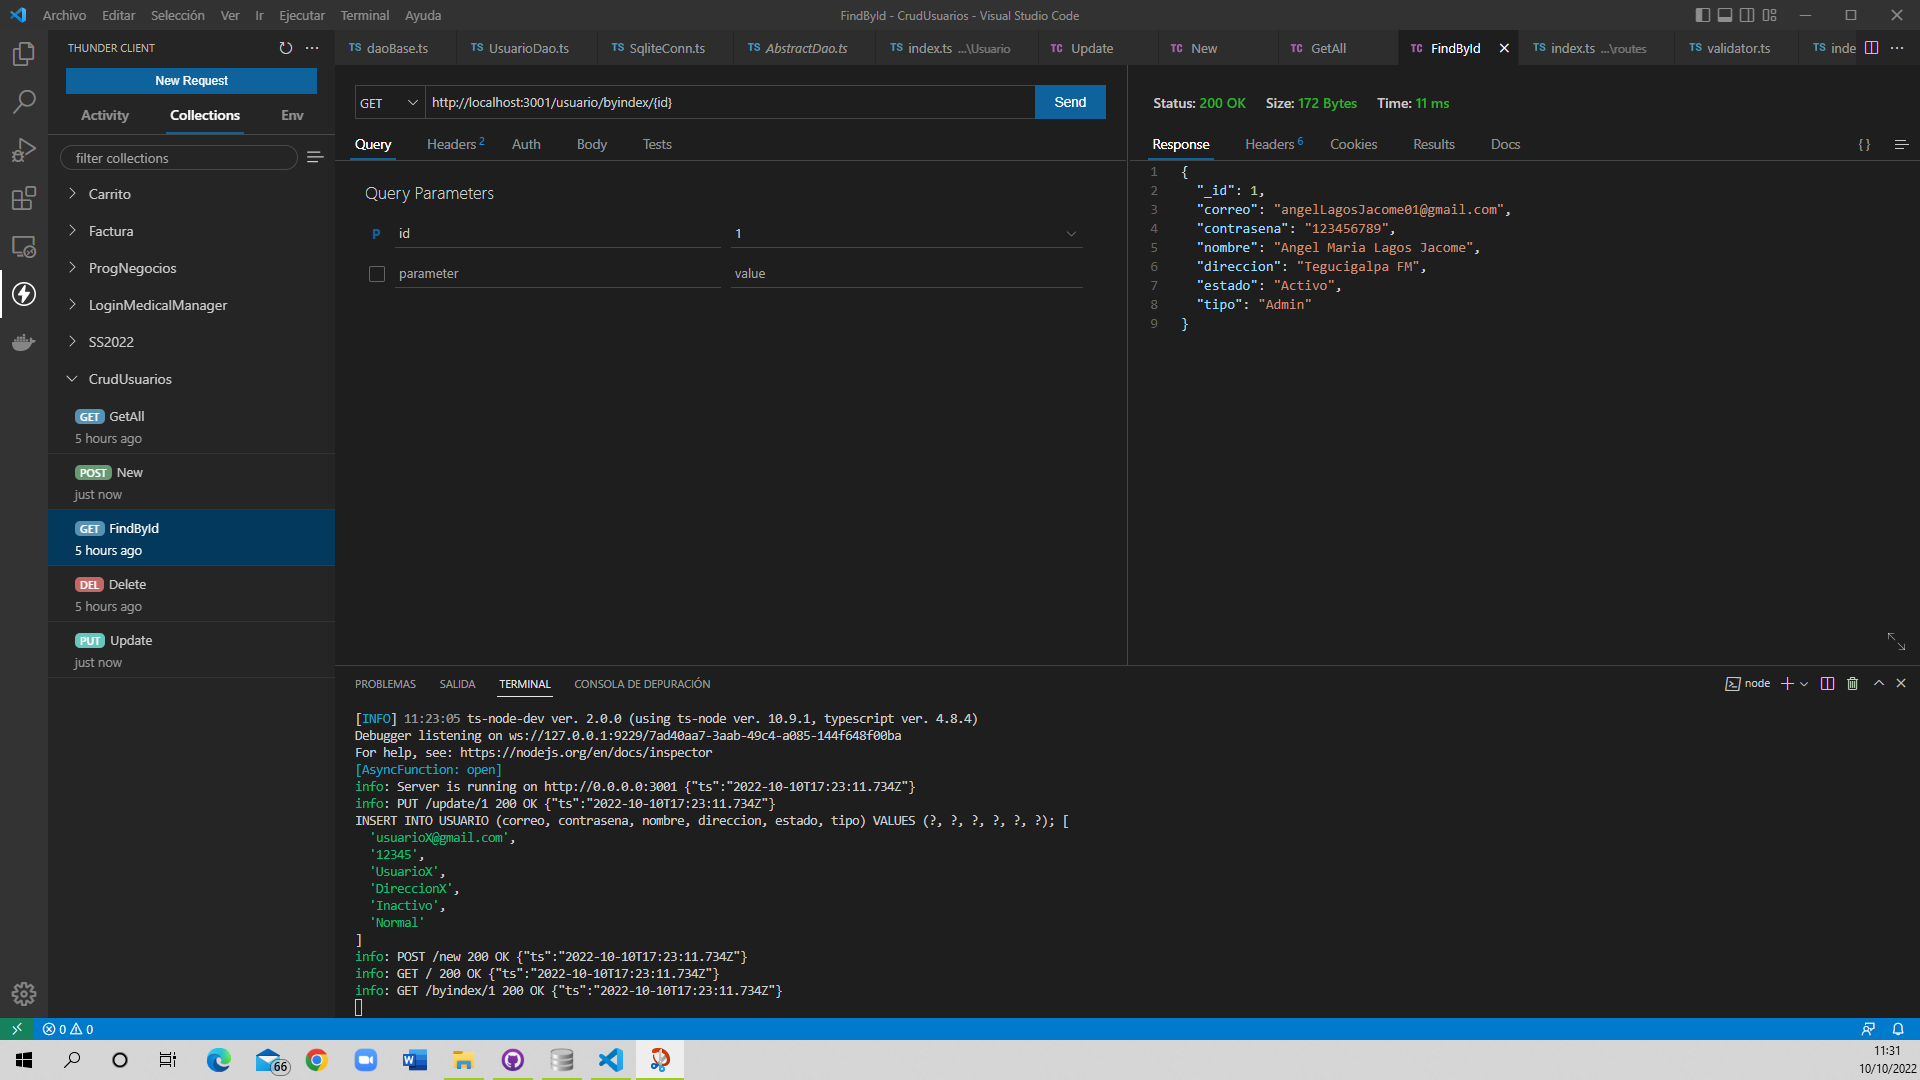 Archivo Editar Selección Ver Ir Ejecutar Terminal Ayuda
FindById - CrudUsuarios - Visual Studio Code
THUNDER CLIENT
New Request
Activity Collections Env
filter collections
Carrito
Factura
ProgNegocios
LoginMedicalManager
SS2022
CrudUsuarios
GET GetAll
5 hours ago
POST New
just now
GET FindById
5 hours ago
DEL Delete
5 hours ago
PUT Update
just now
TS daoBase.ts TS UsuarioDao.ts TS SqliteConn.ts TS AbstractDao.ts TS index.ts ...\Usuario TC Update TC New TC GetAll TC FindById TS index.ts ...\routes TS validator.ts TS inde
GET http://localhost:3001/usuario/byindex/{id} Send
Query Headers 2 Auth Body Tests
Query Parameters
P id 1
parameter value
Status: 200 OK Size: 172 Bytes Time: 11 ms
Response Headers 6 Cookies Results Docs { }
1 {
2 "_id": 1,
3 "correo": "angelLagosJacome01@gmail.com",
4 "contrasena": "123456789",
5 "nombre": "Angel Maria Lagos Jacome",
6 "direccion": "Tegucigalpa FM",
7 "estado": "Activo",
8 "tipo": "Admin"
9 }
PROBLEMAS SALIDA TERMINAL CONSOLA DE DEPURACIÓN
node
[INFO] 11:23:05 ts-node-dev ver. 2.0.0 (using ts-node ver. 10.9.1, typescript ver. 4.8.4)
Debugger listening on ws://127.0.0.1:9229/7ad40aa7-3aab-49c4-a085-144f648f00ba
For help, see: https://nodejs.org/en/docs/inspector
[AsyncFunction: open]
info: Server is running on http://0.0.0.0:3001 {"ts":"2022-10-10T17:23:11.734Z"}
info: PUT /update/1 200 OK {"ts":"2022-10-10T17:23:11.734Z"}
INSERT INTO USUARIO (correo, contrasena, nombre, direccion, estado, tipo) VALUES (?, ?, ?, ?, ?, ?); [
'usuarioX@gmail.com',
'12345',
'UsuarioX',
'DireccionX',
'Inactivo',
'Normal'
]
info: POST /new 200 OK {"ts":"2022-10-10T17:23:11.734Z"}
info: GET / 200 OK {"ts":"2022-10-10T17:23:11.734Z"}
info: GET /byindex/1 200 OK {"ts":"2022-10-10T17:23:11.734Z"}
0 0
66
11:31
10/10/2022